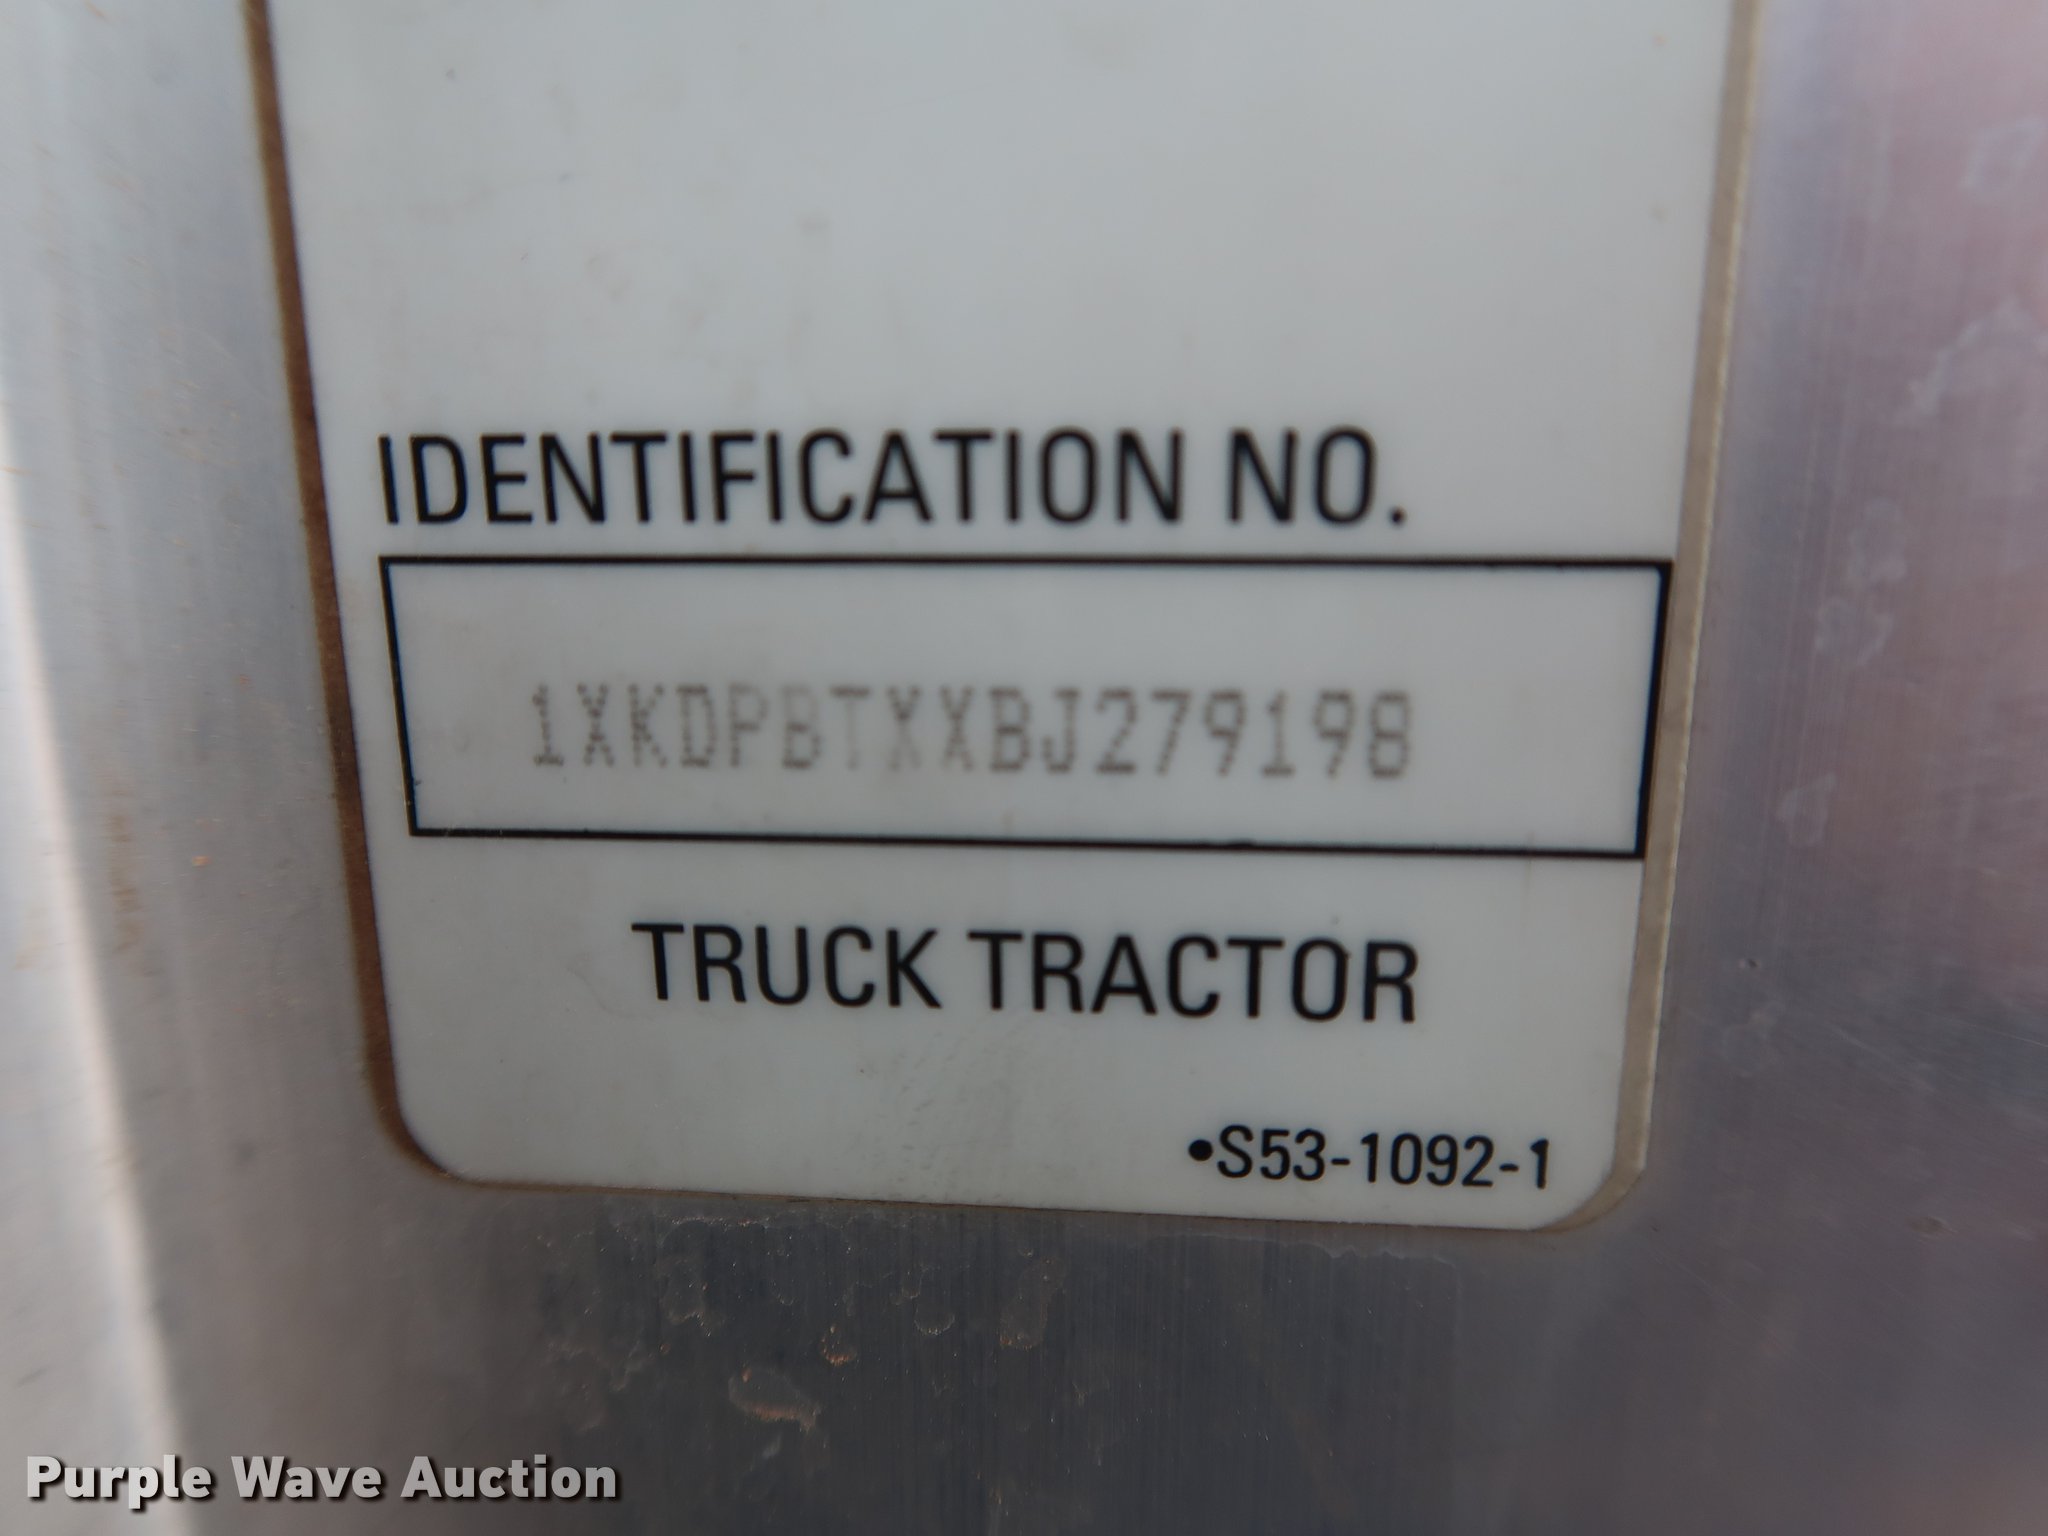 IDENTIFICATION NO.
1XKDPBTXXBJ279198
TRUCK TRACTOR
•S53-1092-1
Purple Wave Auction